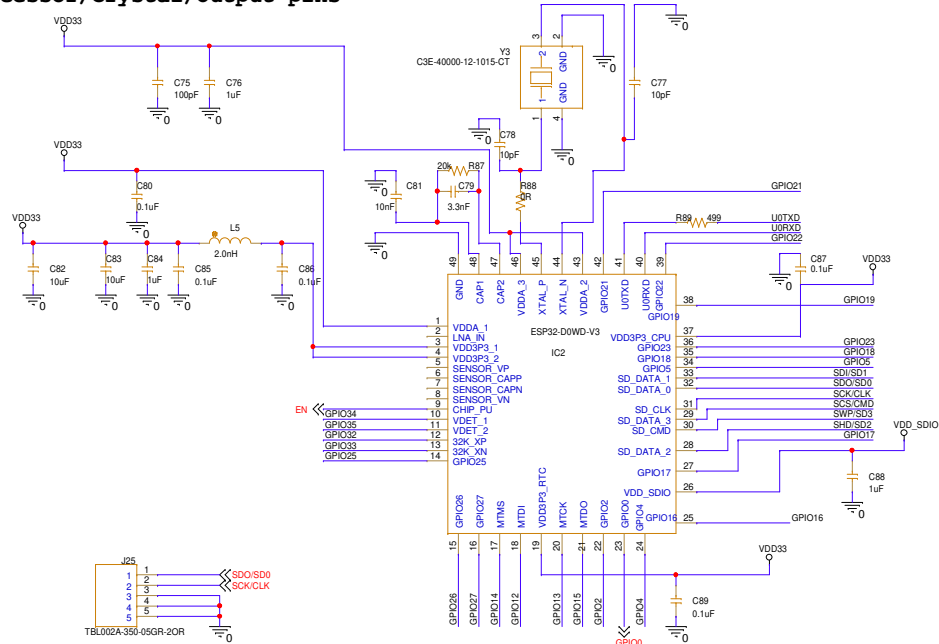 cessor/Crystal/Output pins
VDD33
C75
100pF
C76
1uF
0
0
Y3
C3E-40000-12-1015-CT
3
2
2
GND
1
GND
1
4
0
0
0
C77
10pF
C78
10pF
0
VDD33
C80
0.1uF
0
0
C81
10nF
0
20k
R87
C79
3.3nF
R88
0R
GPIO21
R89
499
U0TXD
U0RXD
GPIO22
VDD33
C82
10uF
0
C83
10uF
0
C84
1uF
0
C85
0.1uF
0
L5
2.0nH
C86
0.1uF
0
C87
0.1uF
0
VDD33
49
48
47
46
45
44
43
42
41
40
39
GND
CAP1
CAP2
VDDA_3
XTAL_P
XTAL_N
VDDA_2
GPIO21
U0TXD
U0RXD
GPIO22
ESP32-D0WD-V3
IC2
1 VDDA_1
2 LNA_IN
3 VDD3P3_1
4 VDD3P3_2
5 SENSOR_VP
6 SENSOR_CAPP
7 SENSOR_CAPN
8 SENSOR_VN
EN
9 CHIP_PU
GPIO34 10 VDET_1
GPIO35 11 VDET_2
GPIO32 12 32K_XP
GPIO33 13 32K_XN
GPIO25 14 GPIO25
GPIO19 38 GPIO19
VDD3P3_CPU 37
GPIO23 36 GPIO23
GPIO18 35 GPIO18
GPIO5 34 GPIO5
SD_DATA_1 33 SDI/SD1
SD_DATA_0 32 SDO/SD0
SD_CLK 31 SCK/CLK
SD_DATA_3 29 SCS/CMD
SD_CMD 30 SWP/SD3
SD_DATA_2 28 SHD/SD2
GPIO17 27 GPIO17
VDD_SDIO 26
VDD_SDIO
C88
1uF
0
GPIO16 25 GPIO16
GPIO26
GPIO27
MTMS
MTDI
VDD3P3_RTC
MTCK
MTDO
GPIO2
GPIO0
GPIO4
15
16
17
18
19
20
21
22
23
24
GPIO26
GPIO27
GPIO14
GPIO12
GPIO13
GPIO15
GPIO2
GPIO4
GPIO0
VDD33
C89
0.1uF
0
J25
1 1 SDO/SD0
2 2 SCK/CLK
3 3
4 4
5 5
TBL002A-350-05GR-2OR
0